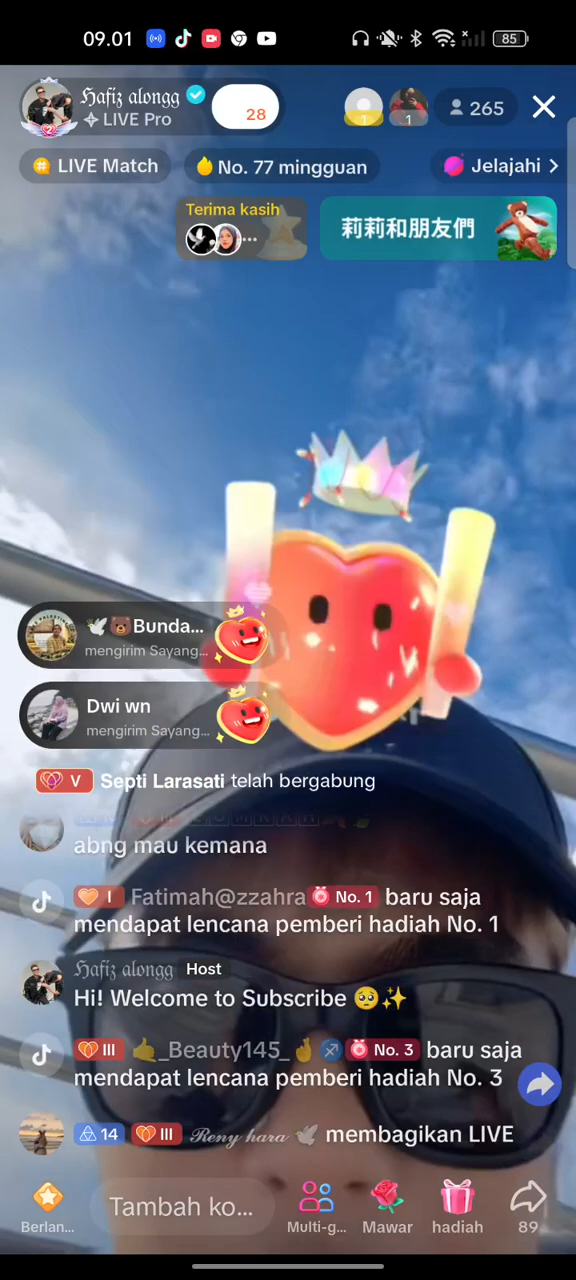 09.01
85
ℌafiz alongg
LIVE Pro
28
1
1
265
LIVE Match
No. 77 mingguan
Jelajahi
Terima kasih
莉莉和朋友們
🕊️🐻Bunda...
mengirim Sayang...
Dwi wn
mengirim Sayang...
V Septi Larasati telah bergabung
abng mau kemana
I Fatimah@zzahra No. 1 baru saja
mendapat lencana pemberi hadiah No. 1
ℌafiz alongg Host
Hi! Welcome to Subscribe 🥺✨
III 🤙_Beauty145_🤞♐ No. 3 baru saja
mendapat lencana pemberi hadiah No. 3
14 III 𝓡𝓮𝓷𝔂 𝓱𝓪𝓻𝓪 🕊️ membagikan LIVE
Tambah ko...
Berlan...
Multi-g...
Mawar
hadiah
89